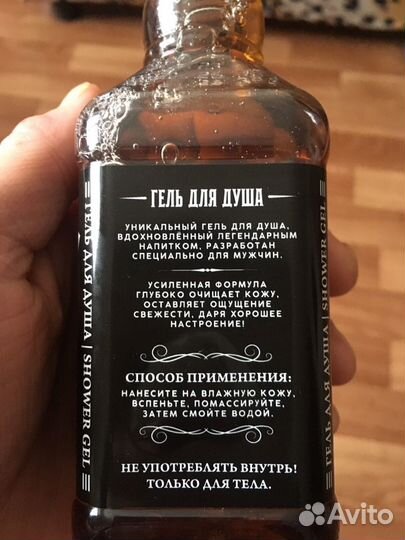 ГЕЛЬ ДЛЯ ДУША
УНИКАЛЬНЫЙ ГЕЛЬ ДЛЯ ДУША,
ВДОХНОВЛЁННЫЙ ЛЕГЕНДАРНЫМ
НАПИТКОМ, РАЗРАБОТАН
СПЕЦИАЛЬНО ДЛЯ МУЖЧИН.
УСИЛЕННАЯ ФОРМУЛА
ГЛУБОКО ОЧИЩАЕТ КОЖУ,
ОСТАВЛЯЕТ ОЩУЩЕНИЕ
СВЕЖЕСТИ, ДАРЯ ХОРОШЕЕ
НАСТРОЕНИЕ!
СПОСОБ ПРИМЕНЕНИЯ:
НАНЕСИТЕ НА ВЛАЖНУЮ КОЖУ,
ВСПЕНЬТЕ, ПОМАССИРУЙТЕ,
ЗАТЕМ СМОЙТЕ ВОДОЙ.
НЕ УПОТРЕБЛЯТЬ ВНУТРЬ!
ТОЛЬКО ДЛЯ ТЕЛА.
ГЕЛЬ ДЛЯ ДУША | SHOWER GEL
ГЕЛЬ ДЛЯ ДУША | SHOWER GEL
Avito